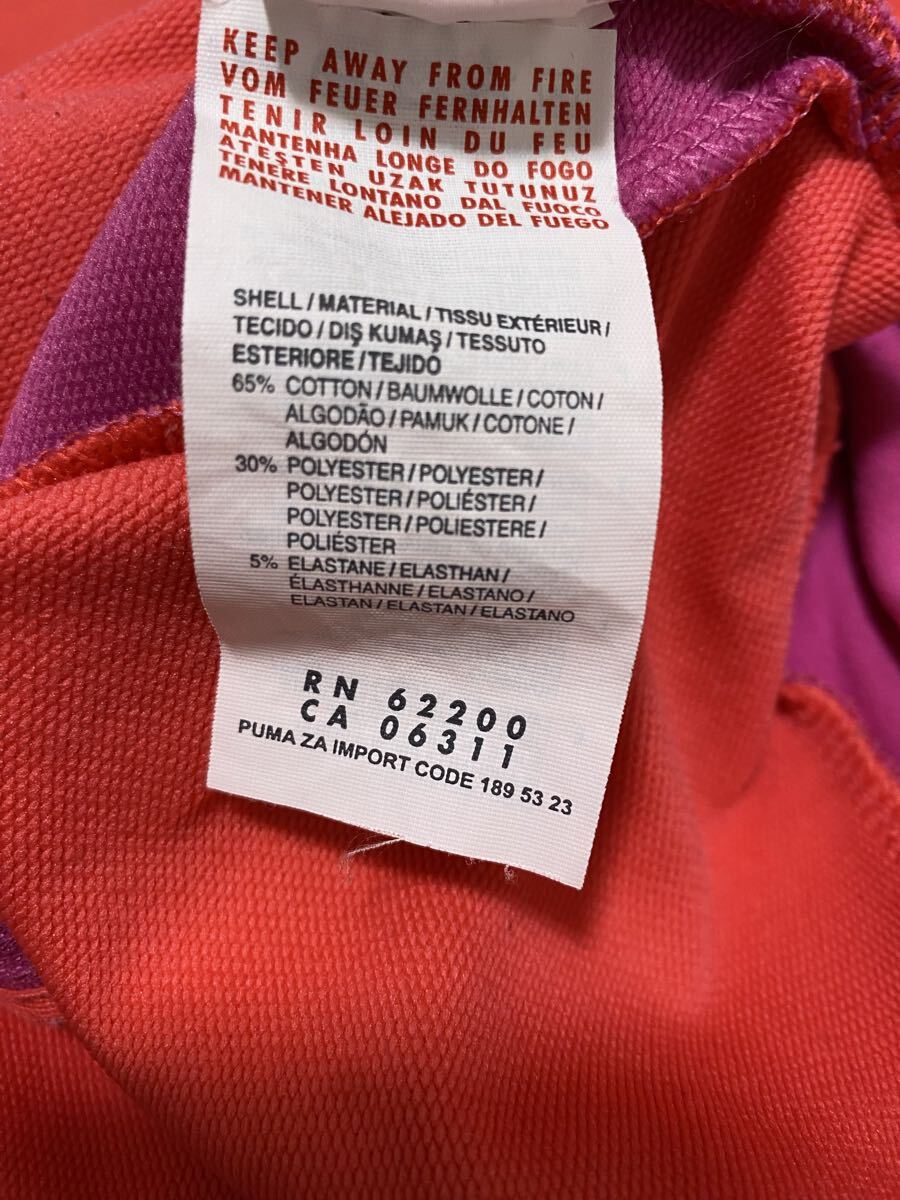 KEEP AWAY FROM FIRE
VOM FEUER FERNHALTEN
TENIR LOIN DU FEU
MANTENHA LONGE DO FOGO
ATEŞTEN UZAK TUTUNUZ
TENERE LONTANO DAL FUOCO
MANTENER ALEJADO DEL FUEGO
SHELL/MATERIAL/TISSU EXTÉRIEUR/
TECIDO/DIŞ KUMAŞ/TESSUTO
ESTERIORE/TEJIDO
65% COTTON/BAUMWOLLE/COTON/
ALGODÃO/PAMUK/COTONE/
ALGODÓN
30% POLYESTER/POLYESTER/
POLYESTER/POLIÉSTER/
POLYESTER/POLIESTERE/
POLIÉSTER
5% ELASTANE/ELASTHAN/
ÉLASTHANNE/ELASTANO/
ELASTAN/ELASTAN/ELASTANO
RN 62200
CA 06311
PUMA ZA IMPORT CODE 189 53 23